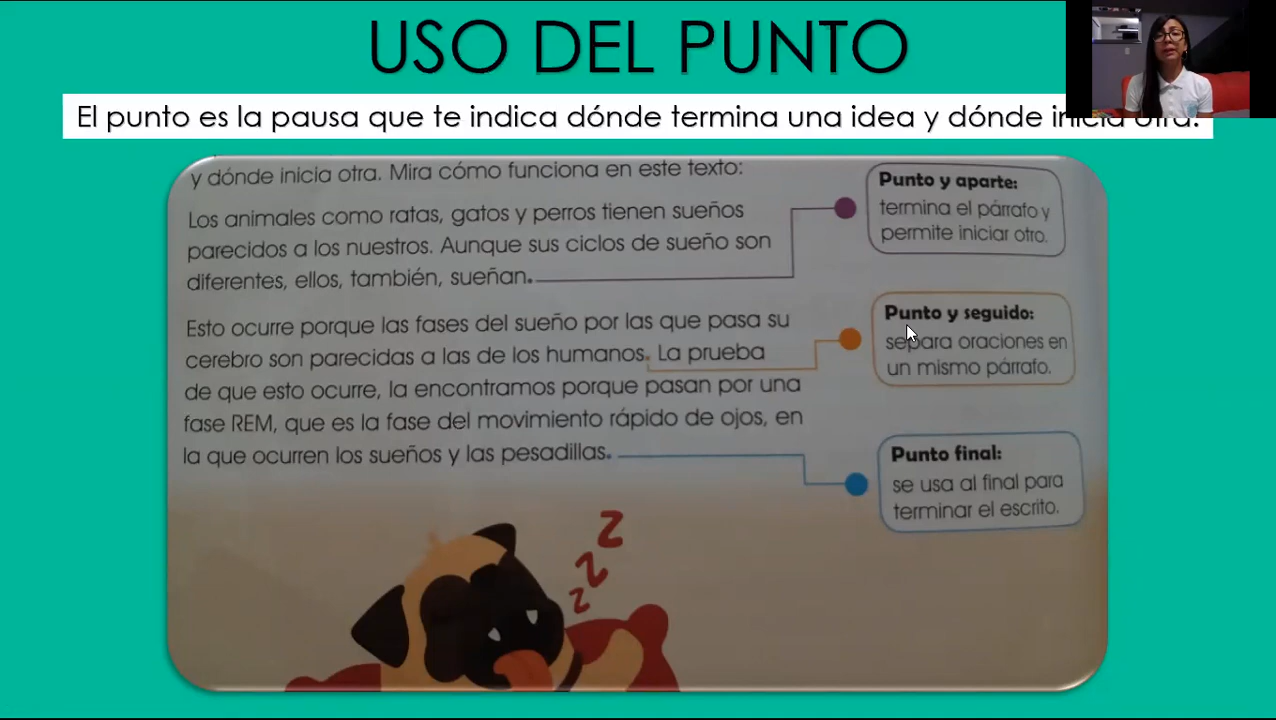 USO DEL PUNTO
El punto es la pausa que te indica dónde termina una idea y dónde inicia otra.
y dónde inicia otra. Mira cómo funciona en este texto:
Los animales como ratas, gatos y perros tienen sueños
parecidos a los nuestros. Aunque sus ciclos de sueño son
diferentes, ellos, también, sueñan.
Esto ocurre porque las fases del sueño por las que pasa su
cerebro son parecidas a las de los humanos. La prueba
de que esto ocurre, la encontramos porque pasan por una
fase REM, que es la fase del movimiento rápido de ojos, en
la que ocurren los sueños y las pesadillas.
Punto y aparte:
termina el párrafo y
permite iniciar otro.
Punto y seguido:
separa oraciones en
un mismo párrafo.
Punto final:
se usa al final para
terminar el escrito.
z
z
z